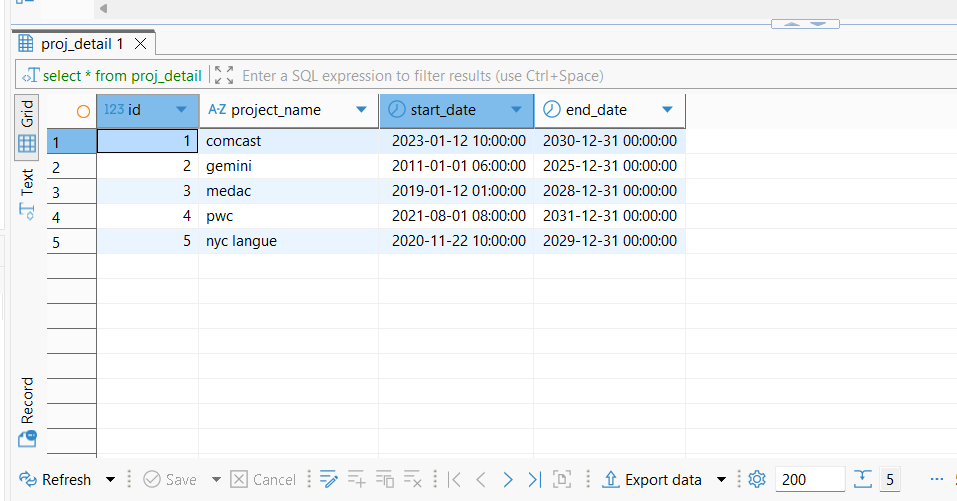 proj_detail 1
select * from proj_detail Enter a SQL expression to filter results (use Ctrl+Space)
Grid
Text
Record
123 id A-Z project_name start_date end_date
1 1 comcast 2023-01-12 10:00:00 2030-12-31 00:00:00
2 2 gemini 2011-01-01 06:00:00 2025-12-31 00:00:00
3 3 medac 2019-01-12 01:00:00 2028-12-31 00:00:00
4 4 pwc 2021-08-01 08:00:00 2031-12-31 00:00:00
5 5 nyc langue 2020-11-22 10:00:00 2029-12-31 00:00:00
Refresh Save Cancel Export data 200 5 ...